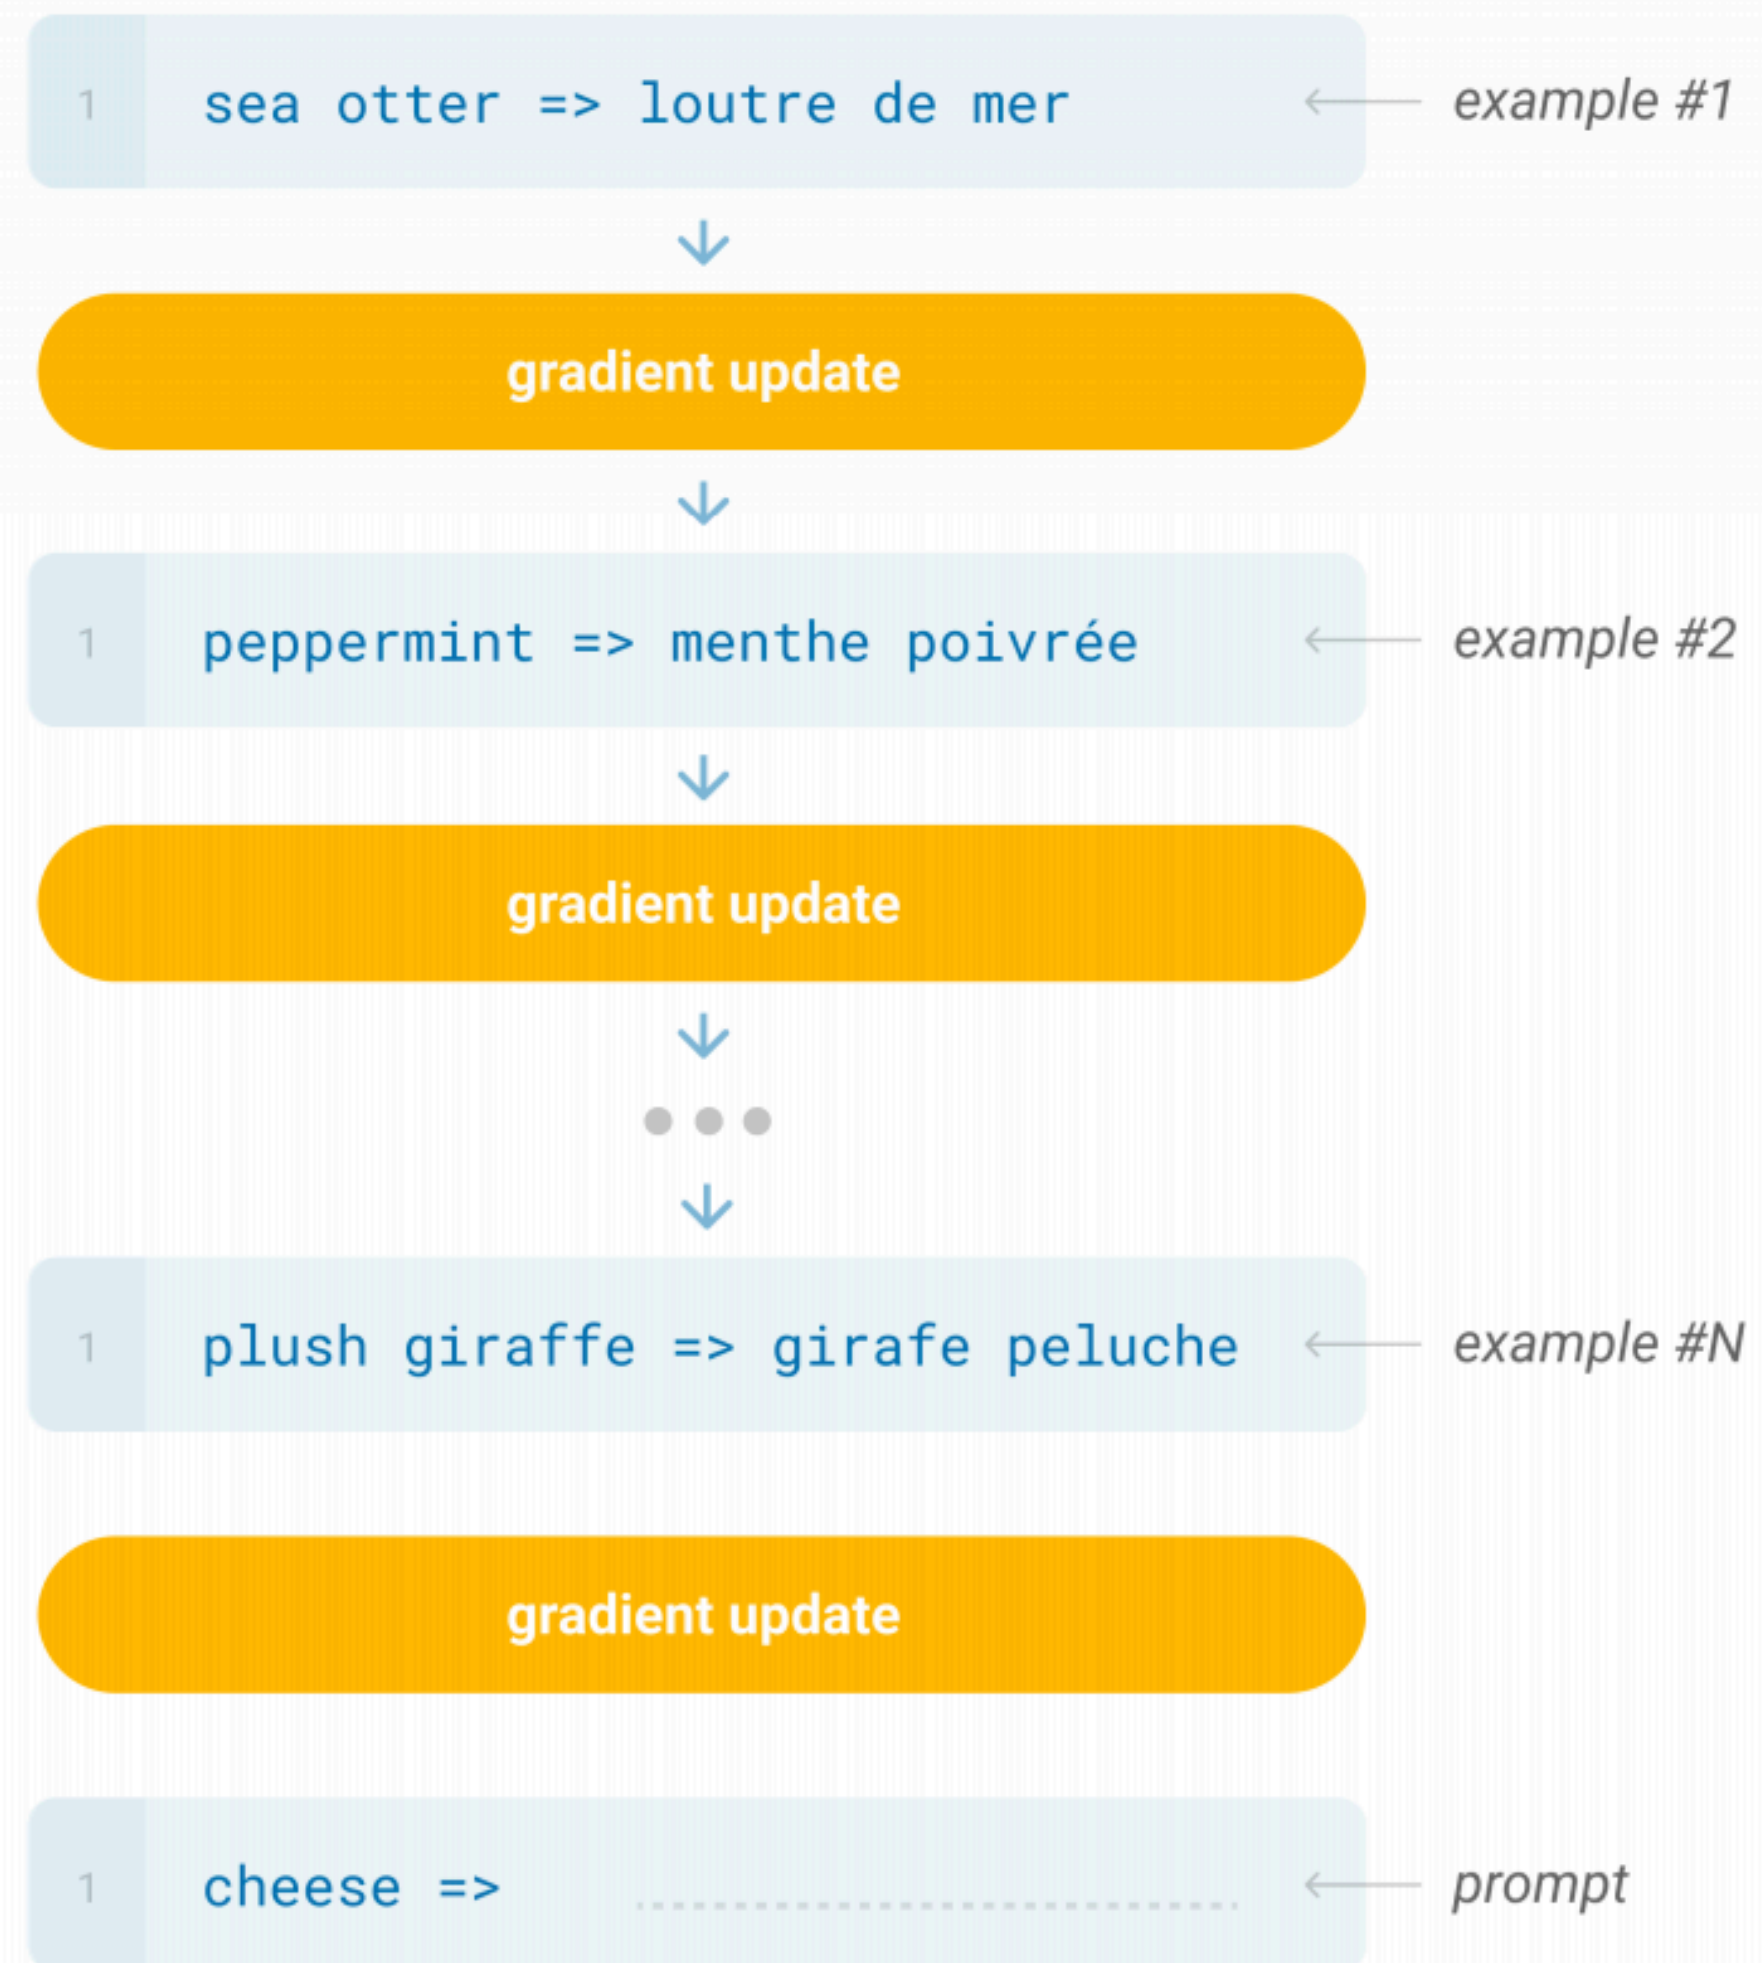 1 sea otter => loutre de mer example #1
gradient update
1 peppermint => menthe poivrée example #2
gradient update
1 plush giraffe => girafe peluche example #N
gradient update
1 cheese => prompt